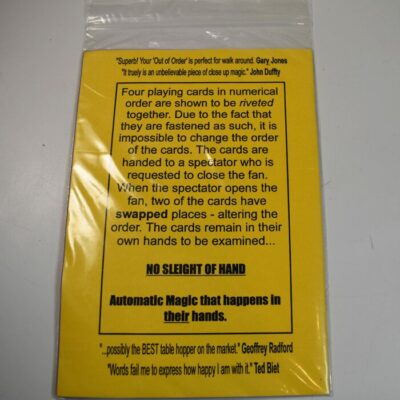 "Superb! Your 'Out of Order' is perfect for walk around. Gary Jones
"It truely is an unbelievable piece of close up magic." John Duffty
Four playing cards in numerical
order are shown to be riveted
together. Due to the fact that
they are fastened as such, it is
impossible to change the order
of the cards. The cards are
handed to a spectator who is
requested to close the fan.
When the spectator opens the
fan, two of the cards have
swapped places - altering the
order. The cards remain in their
own hands to be examined...
NO SLEIGHT OF HAND
Automatic Magic that happens in
their hands.
"...possibly the BEST table hopper on the market." Geoffrey Radford
"Words fail me to express how happy I am with it." Ted Biet